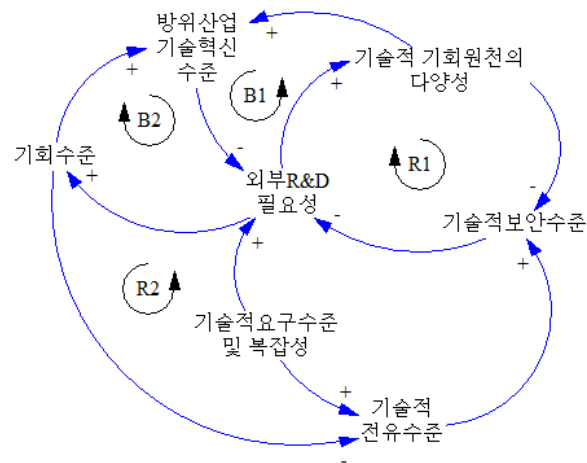 방위산업
기술혁신
수준
+
+
기술적 기회원천의
다양성
+
B2
B1
R1
기회수준
+
-
외부R&D
필요성
-
-
기술적보안수준
+
+
R2
기술적요구수준
및 복잡성
+
기술적
전유수준
-